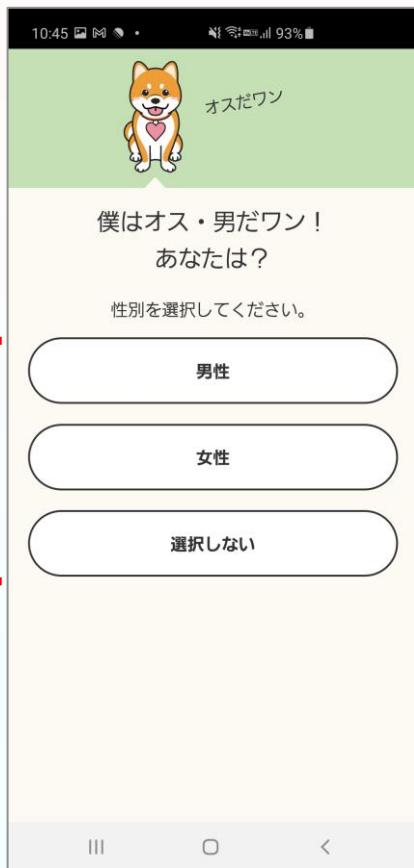 10:45
93%
オスだワン
僕はオス・男だワン！
あなたは？
性別を選択してください。
男性
女性
選択しない